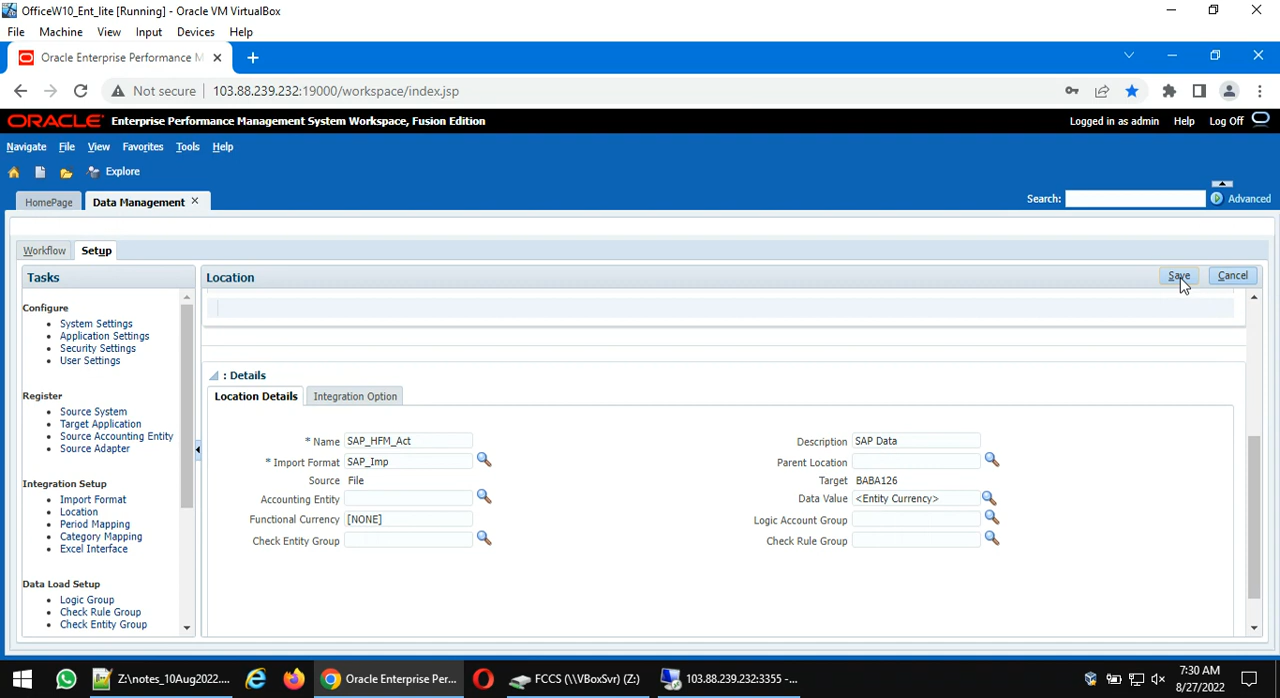 OfficeW10_Ent_lite [Running] - Oracle VM VirtualBox
File Machine View Input Devices Help
Oracle Enterprise Performance M
Not secure 103.88.239.232:19000/workspace/index.jsp
ORACLE Enterprise Performance Management System Workspace, Fusion Edition Logged in as admin Help Log Off
Navigate File View Favorites Tools Help
Explore
HomePage Data Management Search: Advanced
Workflow Setup
Tasks Location Save Cancel
Configure
System Settings
Application Settings
Security Settings
User Settings
Register
Source System
Target Application
Source Accounting Entity
Source Adapter
Integration Setup
Import Format
Location
Period Mapping
Category Mapping
Excel Interface
Data Load Setup
Logic Group
Check Rule Group
Check Entity Group
: Details
Location Details Integration Option
* Name SAP_HFM_Act Description SAP Data
* Import Format SAP_Imp Parent Location
Source File Target BABA126
Accounting Entity Data Value <Entity Currency>
Functional Currency [NONE] Logic Account Group
Check Entity Group Check Rule Group
Z:\notes_10Aug2022.... Oracle Enterprise Per... FCCS (\\VBoxSvr) (Z:) 103.88.239.232:3355 -...
7:30 AM
8/27/2022